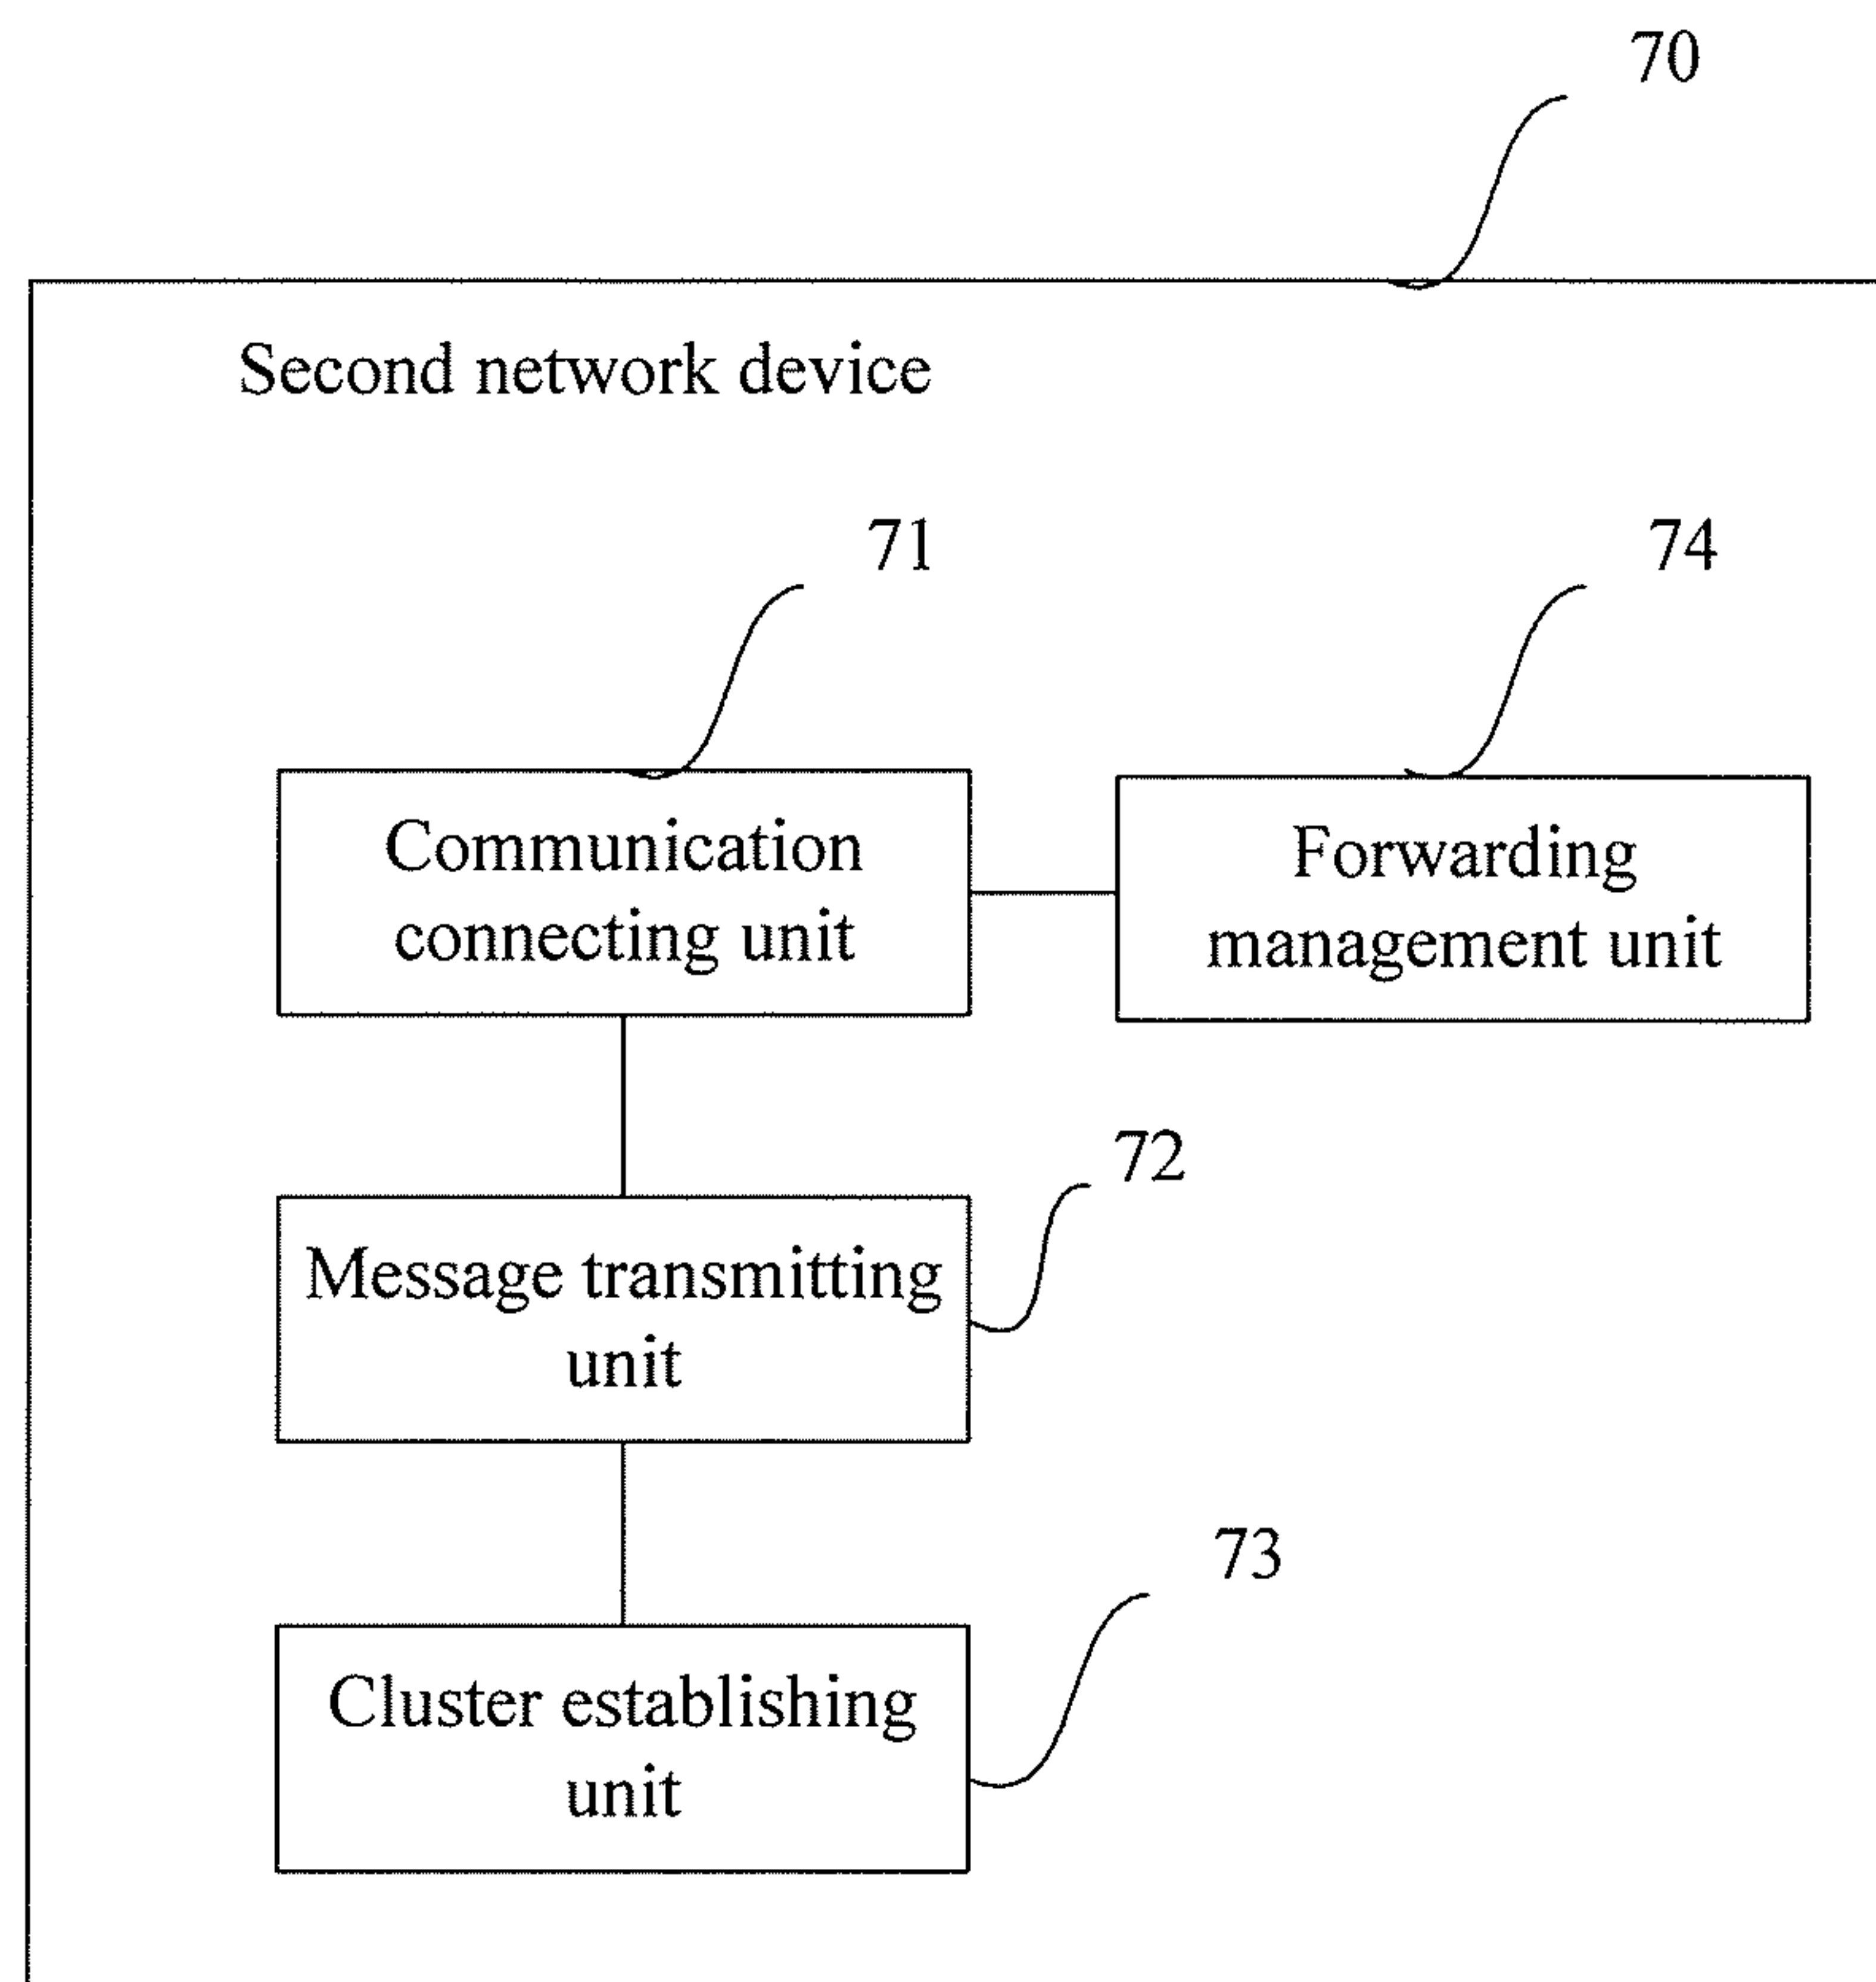 70
Second network device
71
74
Communication
connecting unit
Forwarding
management unit
72
Message transmitting
unit
73
Cluster establishing
unit